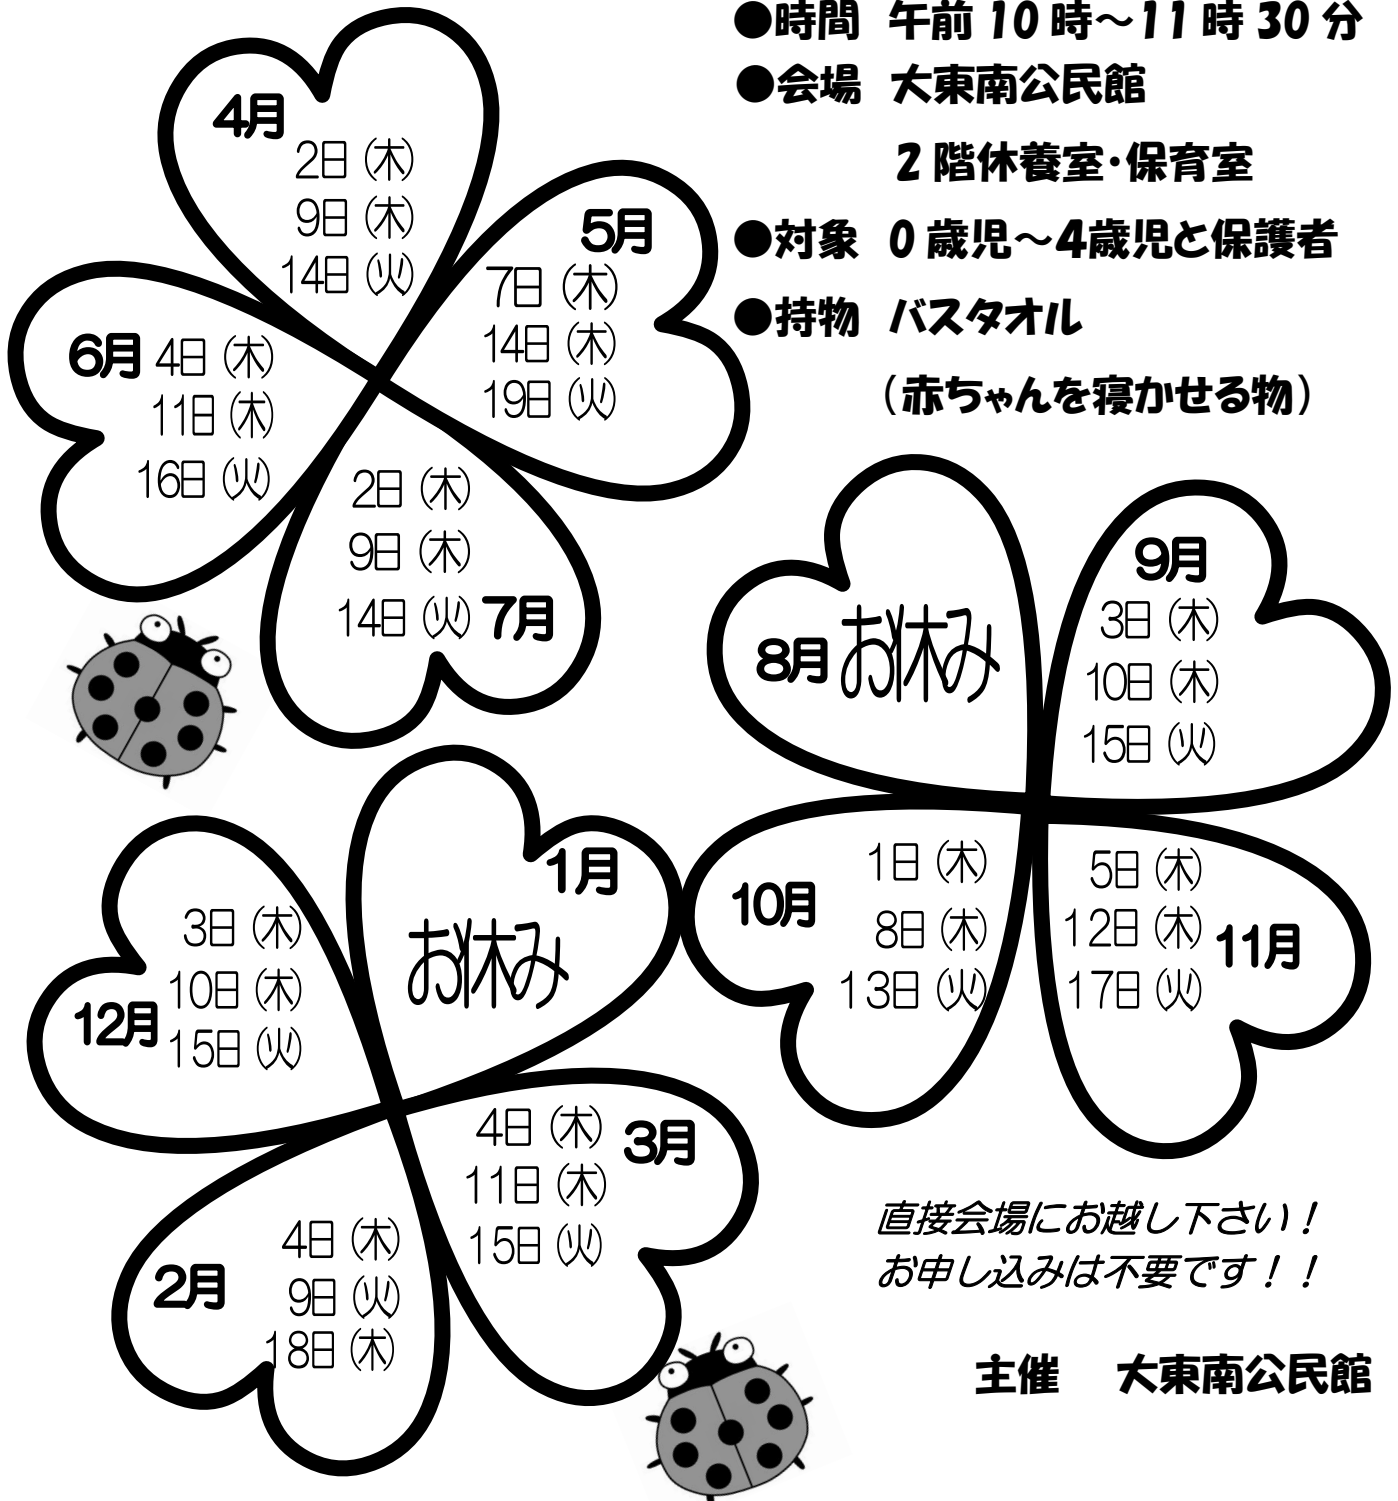 ●時間 午前10時～11時30分
●会場 大東南公民館
2階休養室・保育室
●対象 0歳児～4歳児と保護者
●持物 バスタオル
（赤ちゃんを寝かせる物）
4月
2日（木）
9日（木）
14日（火）
5月
7日（木）
14日（木）
19日（火）
6月 4日（木）
11日（木）
16日（火）
2日（木）
9日（木）
14日（火） 7月
8月 お休み
9月
3日（木）
10日（木）
15日（火）
10月
1日（木）
8日（木）
13日（火）
5日（木）
12日（木）
17日（火）
11月
12月
3日（木）
10日（木）
15日（火）
1月
お休み
2月
4日（木）
9日（火）
18日（木）
3月
4日（木）
11日（木）
15日（火）
直接会場にお越し下さい！
お申し込みは不要です！！
主催 大東南公民館